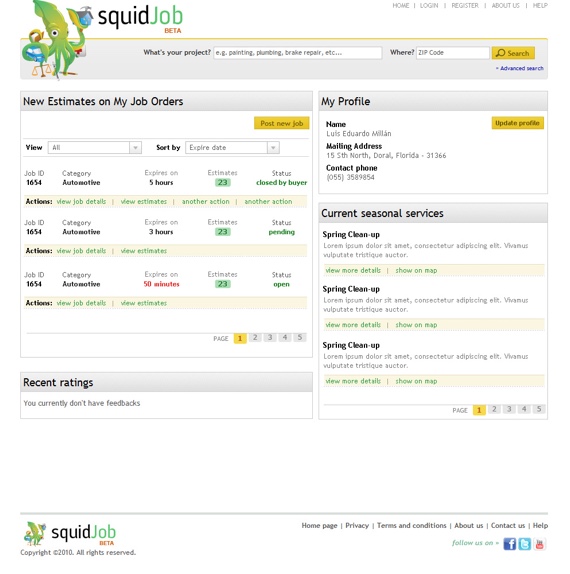 HOME | LOGIN | REGISTER | ABOUT US | HELP
squidJob
BETA
What's your project? e.g. painting, plumbing, brake repair, etc... Where? ZIP Code Search
» Advanced search
New Estimates on My Job Orders
Post new job
View All Sort by Expire date
Job ID Category Expires on Estimates Status
1654 Automotive 5 hours 23 closed by buyer
Actions: view job details | view estimates | another action | another action
Job ID Category Expires on Estimates Status
1654 Automotive 3 hours 23 pending
Actions: view job details | view estimates
Job ID Category Expires on Estimates Status
1654 Automotive 50 minutes 23 open
Actions: view job details | view estimates
PAGE 1 2 3 4 5
Recent ratings
You currently don't have feedbacks
My Profile
Name Update profile
Luis Eduardo Millán
Mailing Address
15 Sth North, Doral, Florida - 31366
Contact phone
(055) 3589854
Current seasonal services
Spring Clean-up
Lorem ipsum dolor sit amet, consectetur adipiscing elit. Vivamus
vulputate tristique auctor.
view more details | show on map
Spring Clean-up
Lorem ipsum dolor sit amet, consectetur adipiscing elit. Vivamus
vulputate tristique auctor.
view more details | show on map
Spring Clean-up
Lorem ipsum dolor sit amet, consectetur adipiscing elit. Vivamus
vulputate tristique auctor.
view more details | show on map
PAGE 1 2 3 4 5
squidJob
BETA
Copyright ©2010. All rights reserved.
Home page | Privacy | Terms and conditions | About us | Contact us | Help
follow us on »